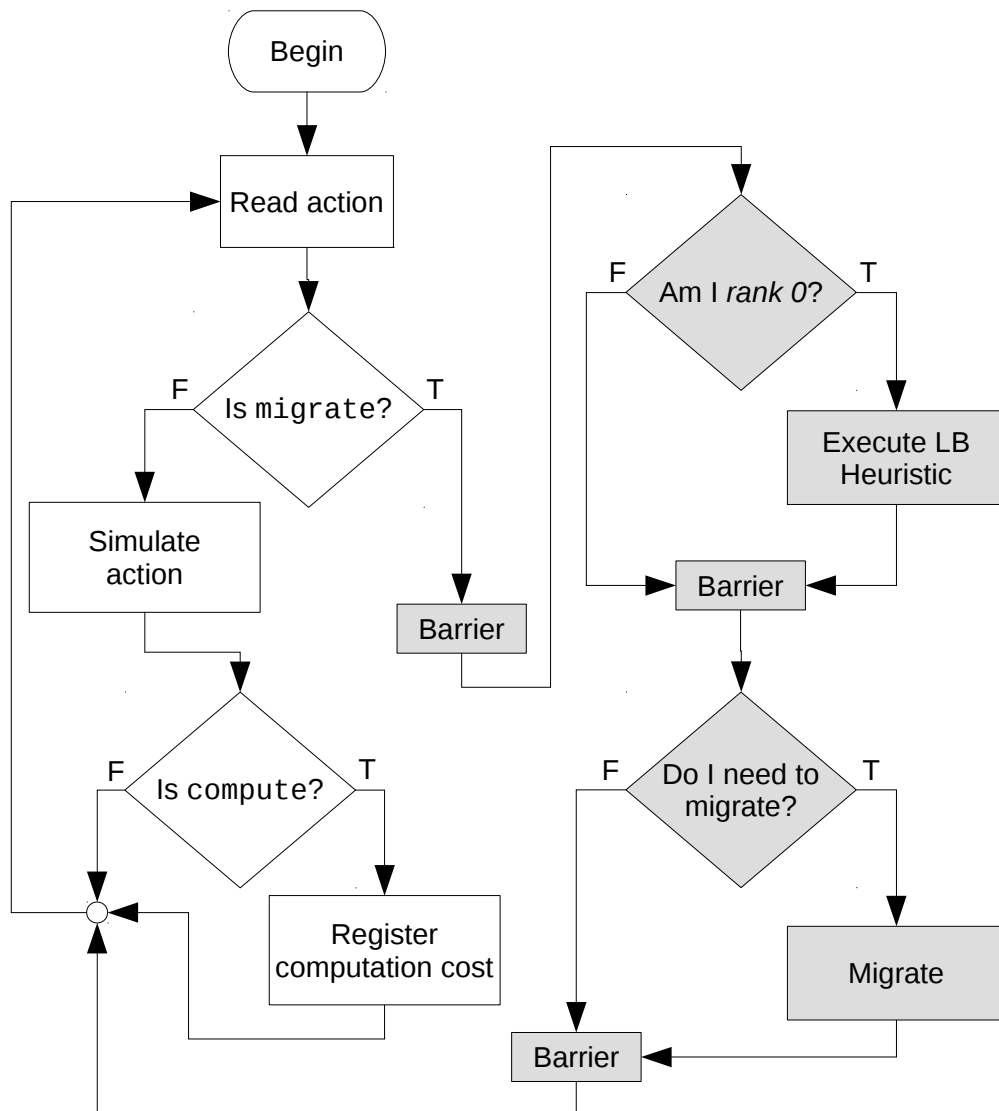 Begin
Read action
Is migrate?
F
T
Simulate
action
Barrier
Is compute?
F
T
Register
computation cost
Am I rank 0?
F
T
Execute LB
Heuristic
Barrier
Do I need to
migrate?
F
T
Migrate
Barrier